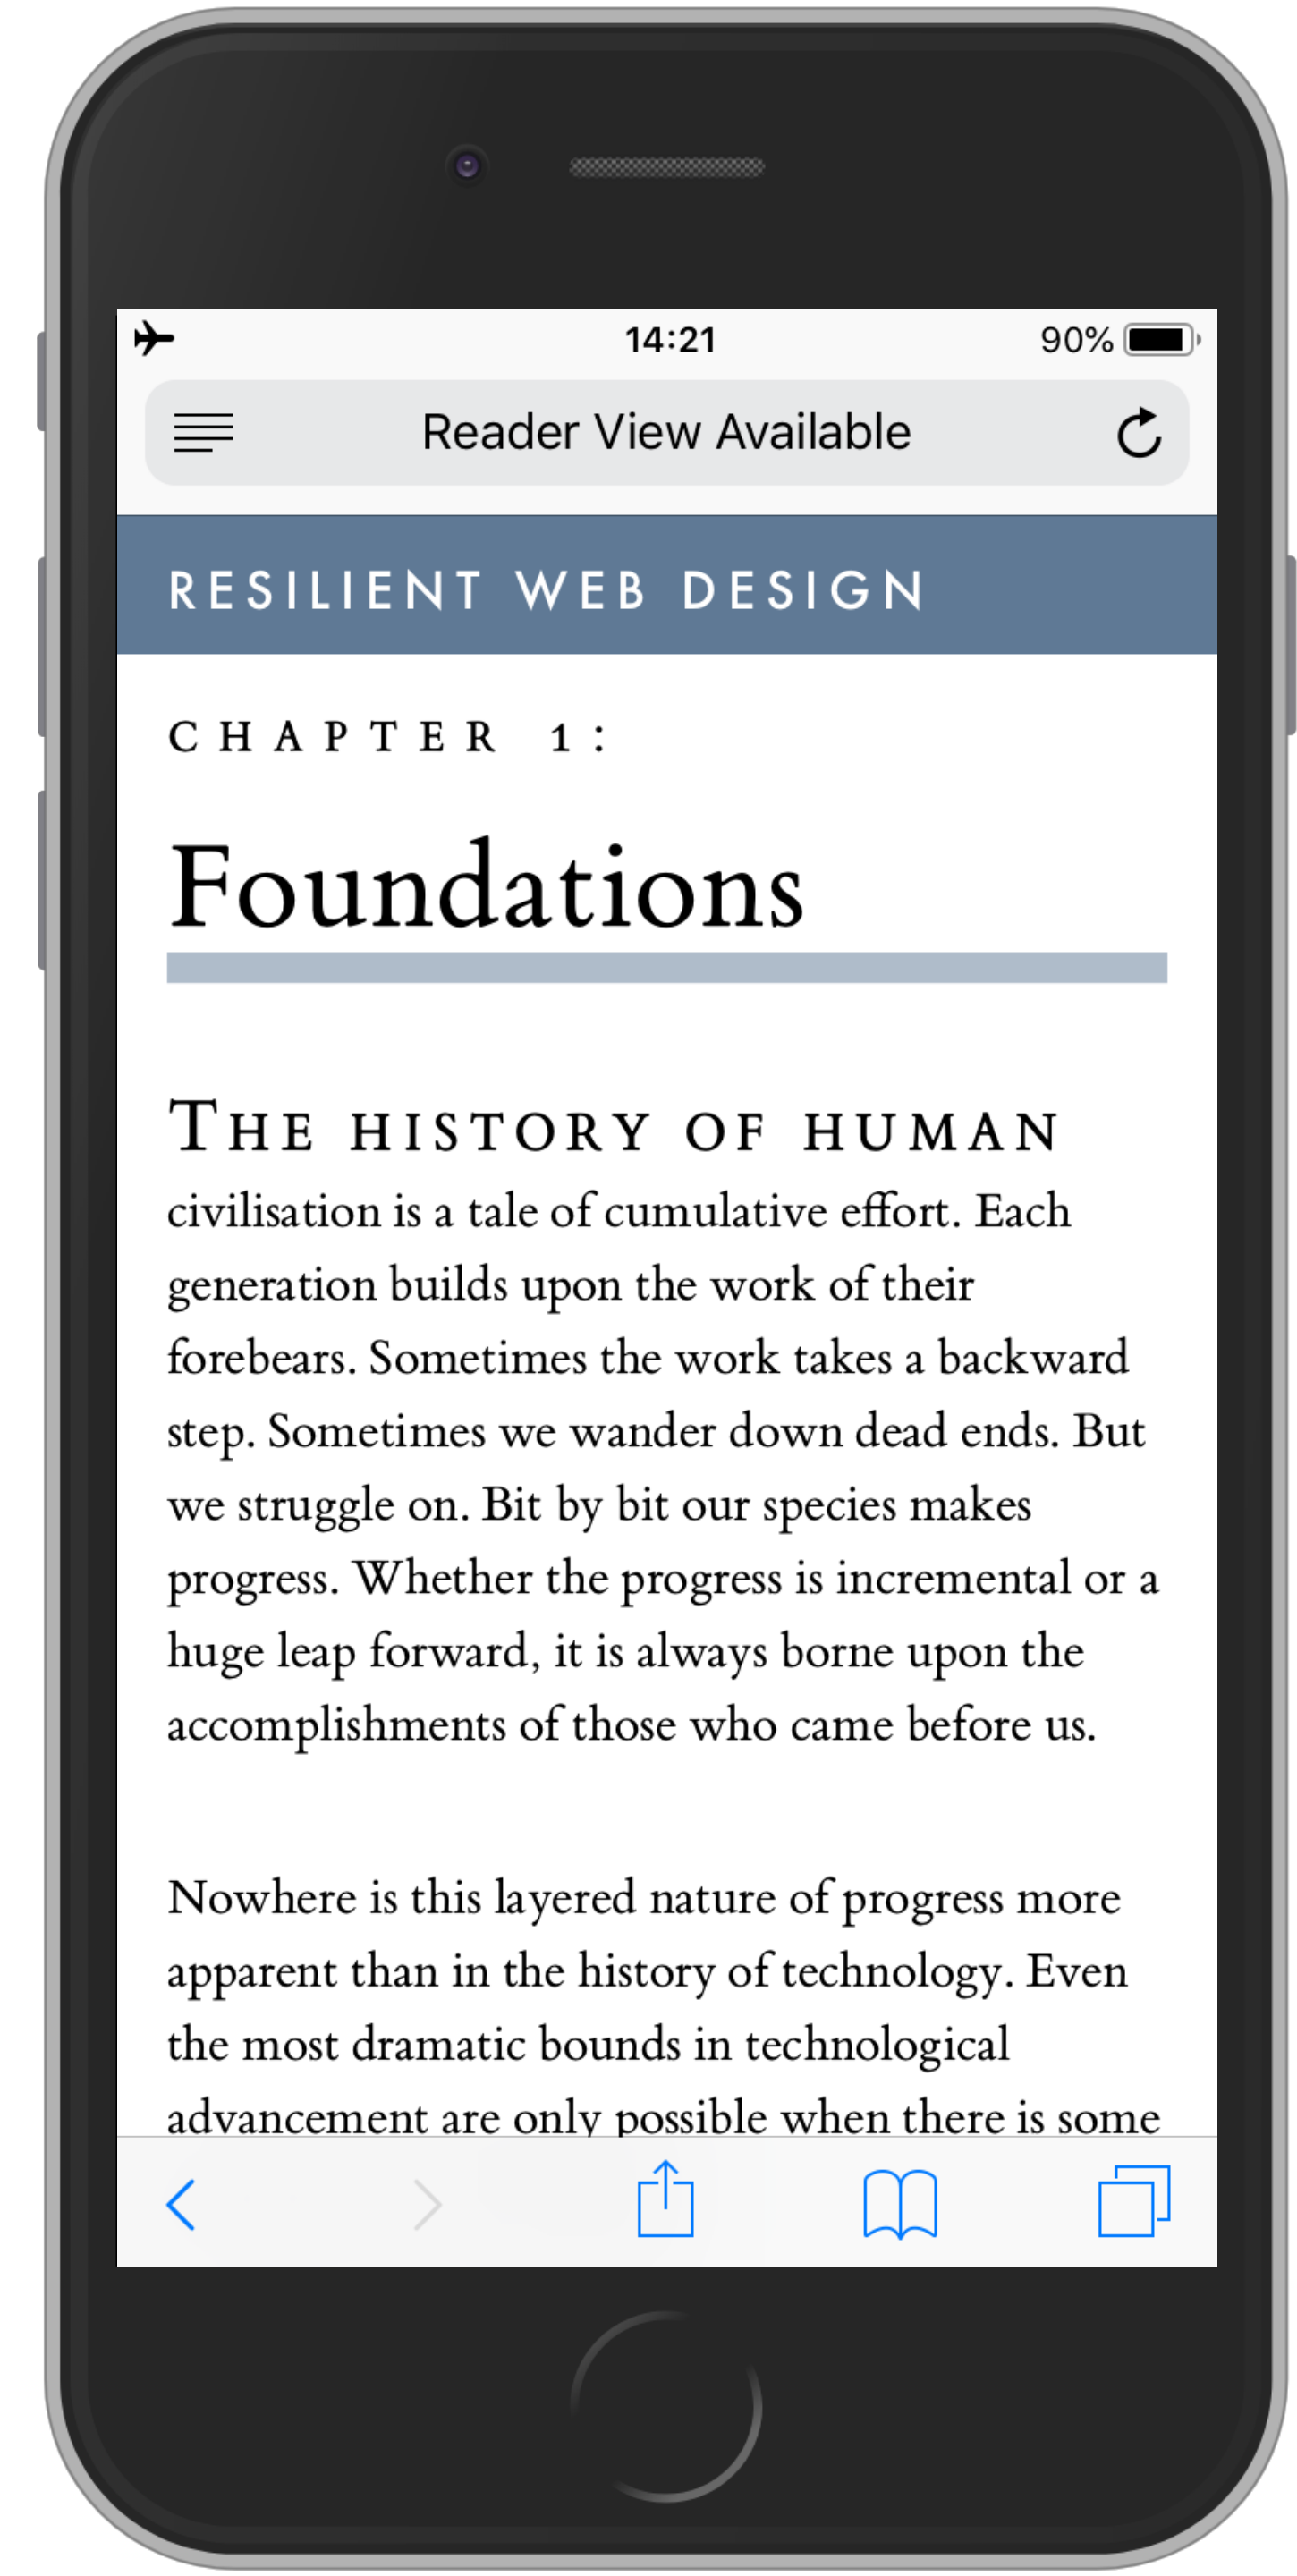 14:21 90%
Reader View Available
RESILIENT WEB DESIGN
CHAPTER 1:
Foundations
THE HISTORY OF HUMAN
civilisation is a tale of cumulative effort. Each
generation builds upon the work of their
forebears. Sometimes the work takes a backward
step. Sometimes we wander down dead ends. But
we struggle on. Bit by bit our species makes
progress. Whether the progress is incremental or a
huge leap forward, it is always borne upon the
accomplishments of those who came before us.
Nowhere is this layered nature of progress more
apparent than in the history of technology. Even
the most dramatic bounds in technological
advancement are only possible when there is some